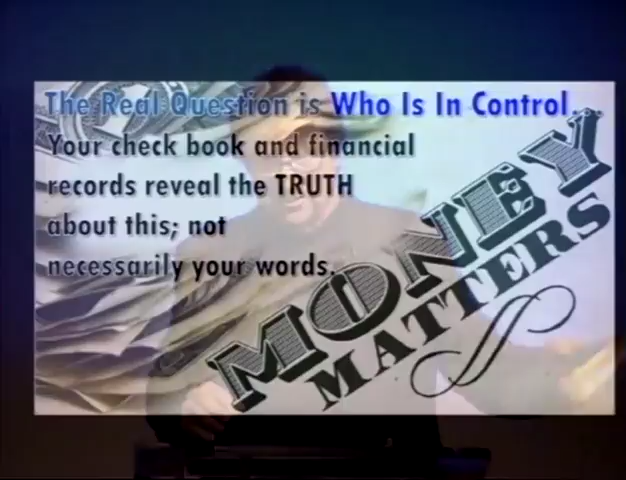 The Real Question is Who Is In Control...
Your check book and financial
records reveal the TRUTH
about this; not
necessarily your words.
MONEY
MATTERS